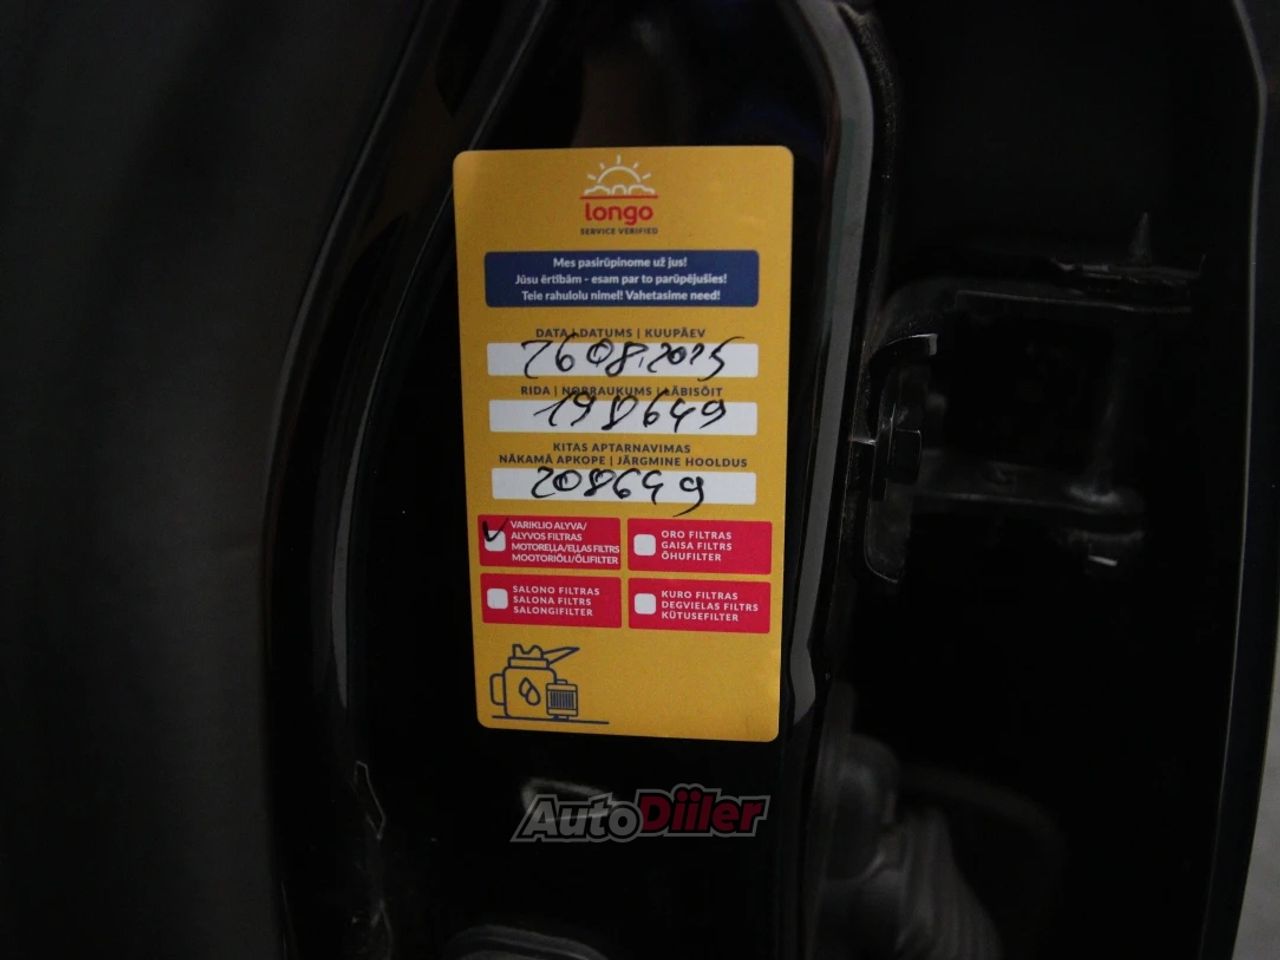 longo
SERVICE VERIFIED
Mes pasirūpinome už jus!
Jūsu ērtībām - esam par to parūpējušies!
Teie rahulolu nimel! Vahetasime need!
DATA | DATUMS | KUUPÄEV
26 08.2025
RIDA | NOBRAUKUMS | LÄBISÕIT
198649
KITAS APTARNAVIMAS
NĀKAMĀ APKOPE | JÄRGMINE HOOLDUS
208649
VARIKLIO ALYVA/
ALYVOS FILTRAS
MOTOREĻĻA/EĻĻAS FILTRS
MOOTORIÕLI/ÕLIFILTER
ORO FILTRAS
GAISA FILTRS
ÕHUFILTER
SALONO FILTRAS
SALONA FILTRS
SALONGIFILTER
KURO FILTRAS
DEGVIELAS FILTRS
KÜTUSEFILTER
AutoDiiler